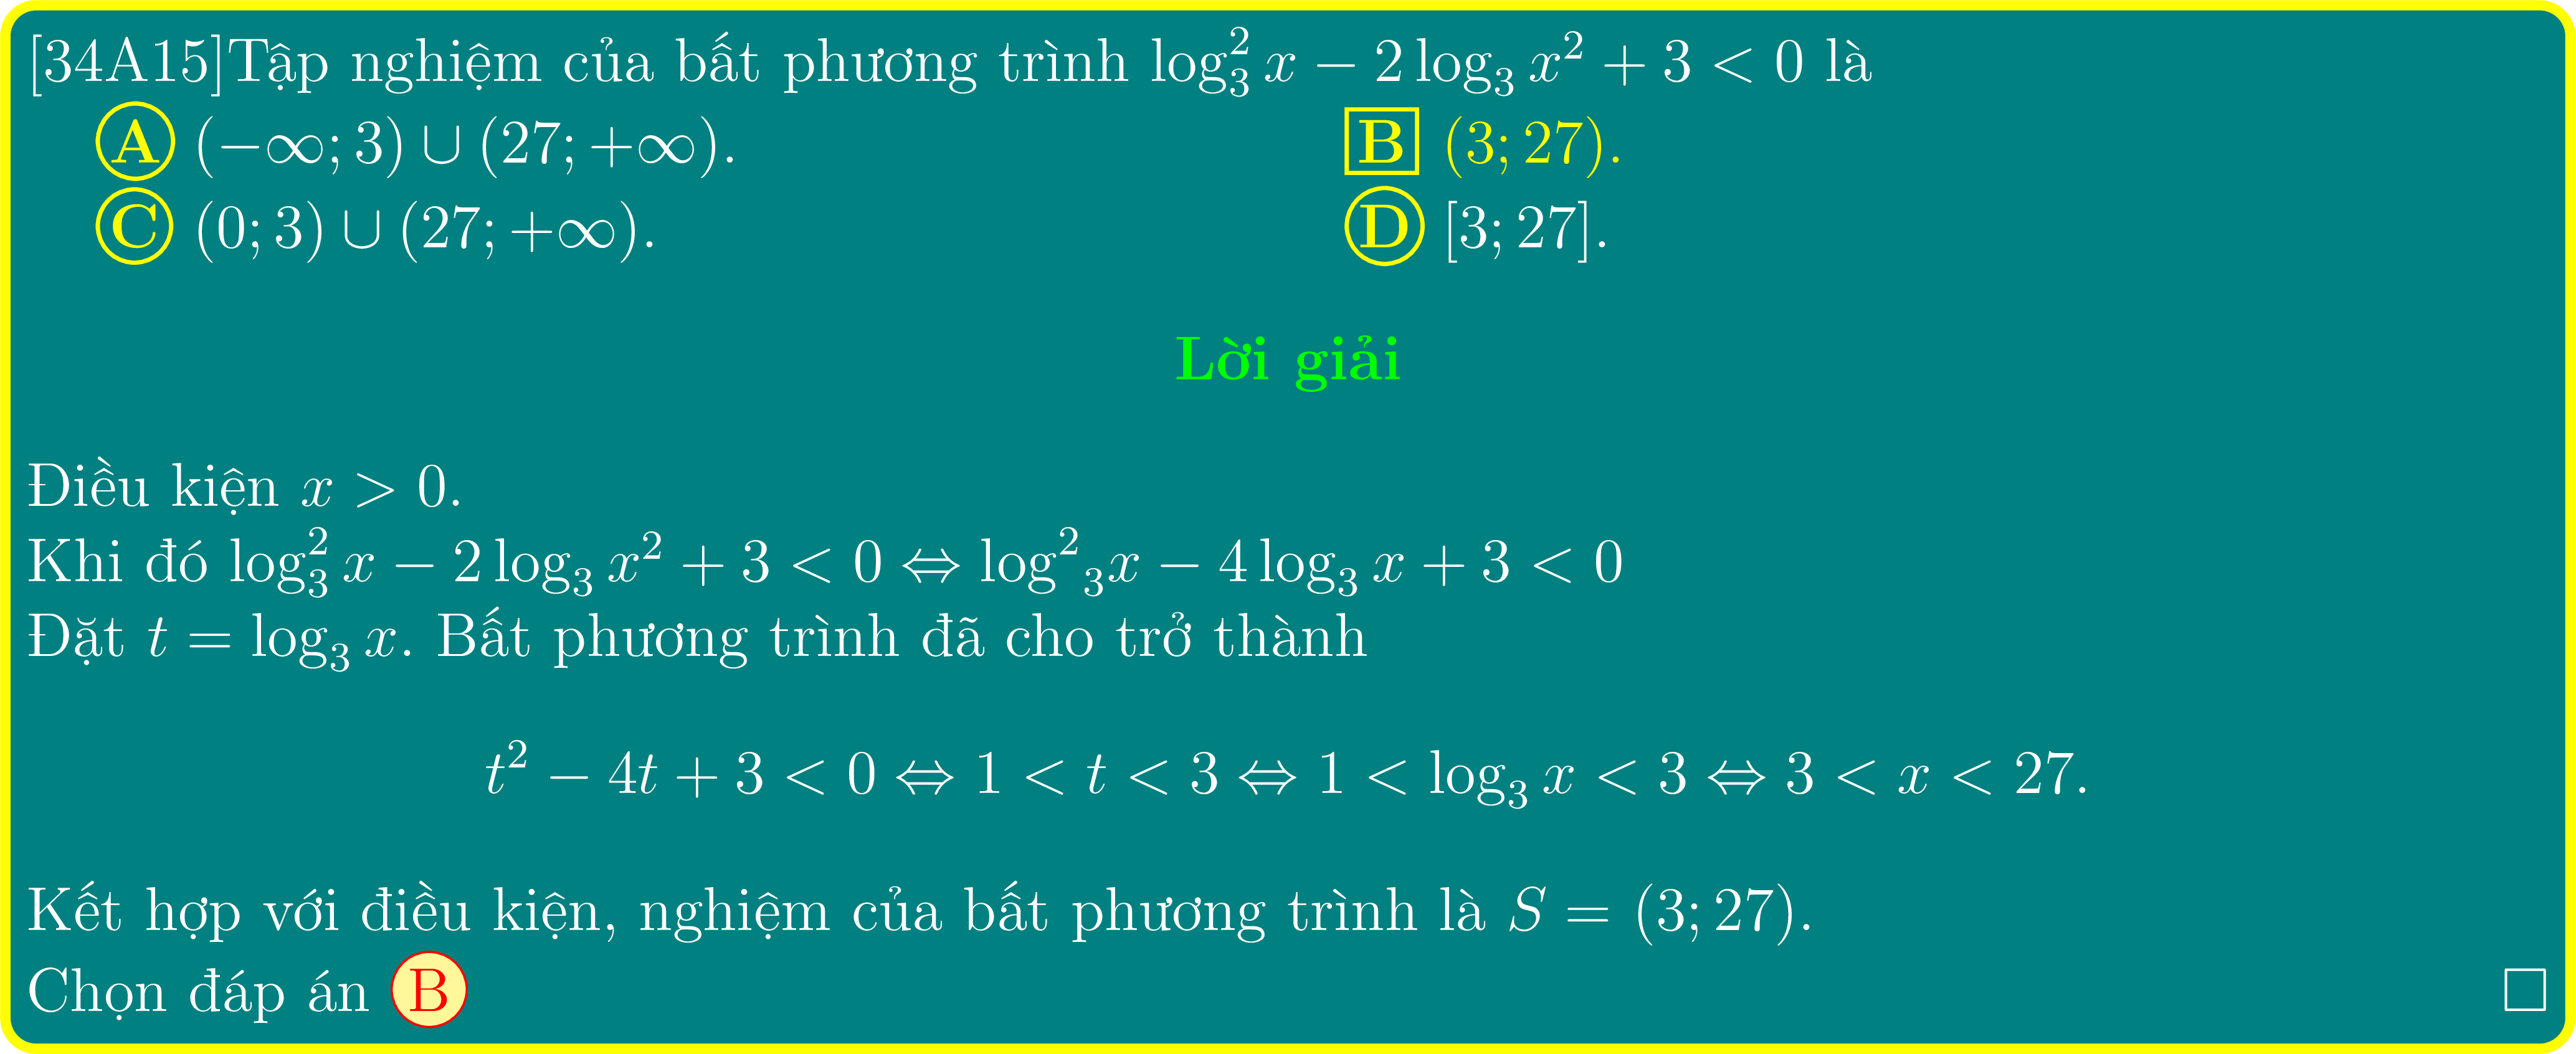 [34A15]Tập nghiệm của bất phương trình $\log_3^2 x - 2\log_3 x^2 + 3 < 0$ là
A $(-\infty; 3) \cup (27; +\infty)$. B $(3; 27)$.
C $(0; 3) \cup (27; +\infty)$. D $[3; 27]$.
Lời giải
Điều kiện $x > 0$.
Khi đó $\log_3^2 x - 2\log_3 x^2 + 3 < 0 \Leftrightarrow \log^2{}_3 x - 4\log_3 x + 3 < 0$
Đặt $t = \log_3 x$. Bất phương trình đã cho trở thành
$t^2 - 4t + 3 < 0 \Leftrightarrow 1 < t < 3 \Leftrightarrow 1 < \log_3 x < 3 \Leftrightarrow 3 < x < 27.$
Kết hợp với điều kiện, nghiệm của bất phương trình là $S = (3; 27)$.
Chọn đáp án B □